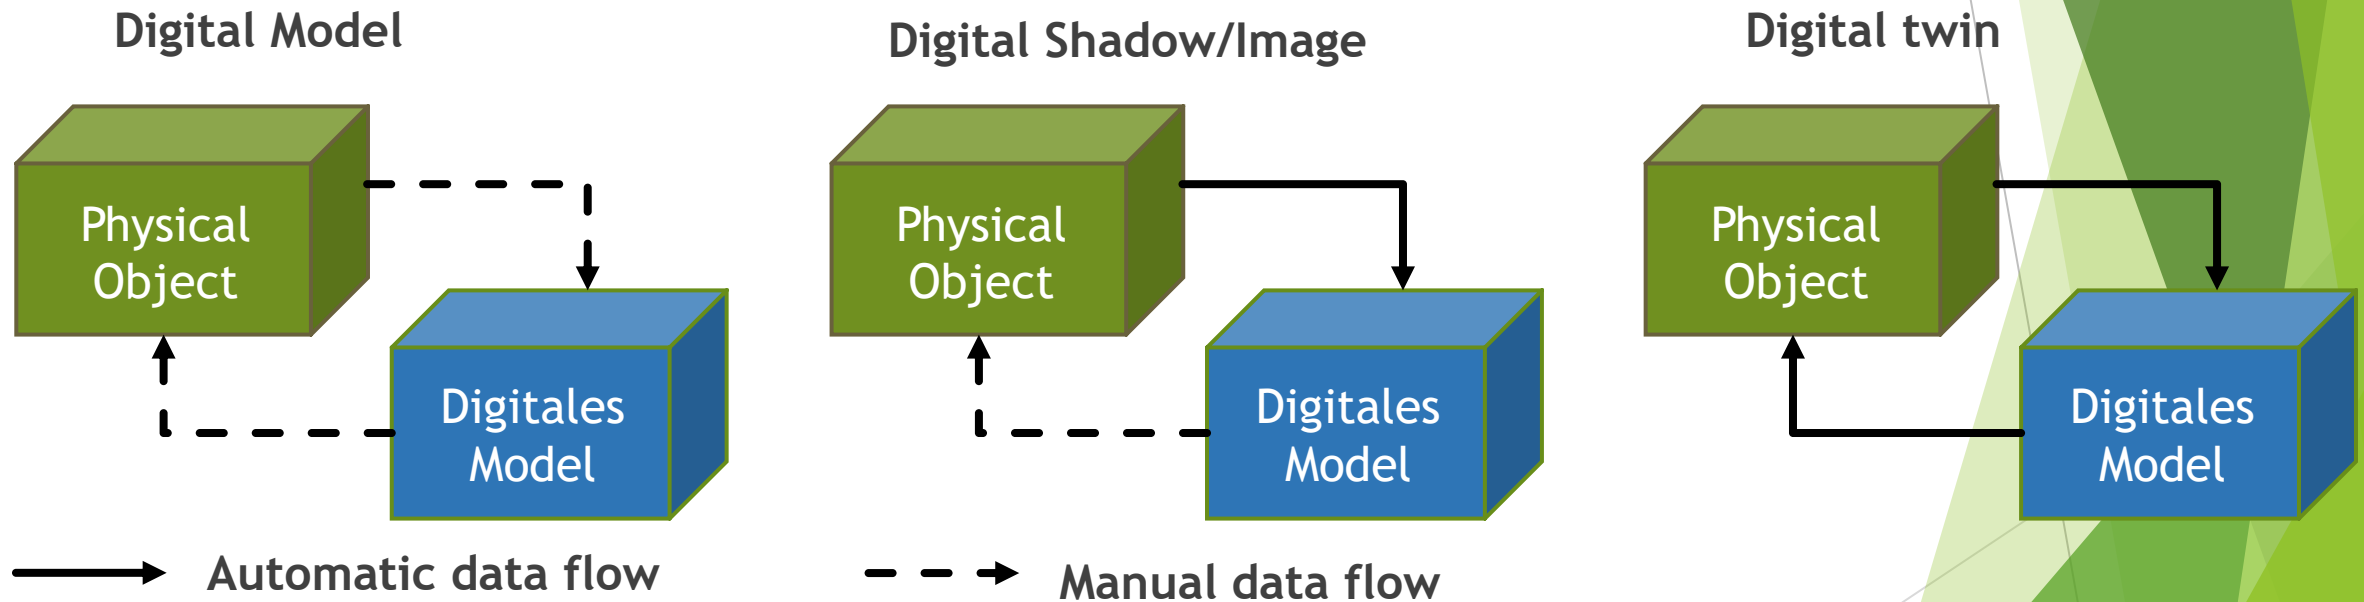 Digital Model
Digital Shadow/Image
Digital twin
Physical
Object
Digitales
Model
Physical
Object
Digitales
Model
Physical
Object
Digitales
Model
Automatic data flow
Manual data flow